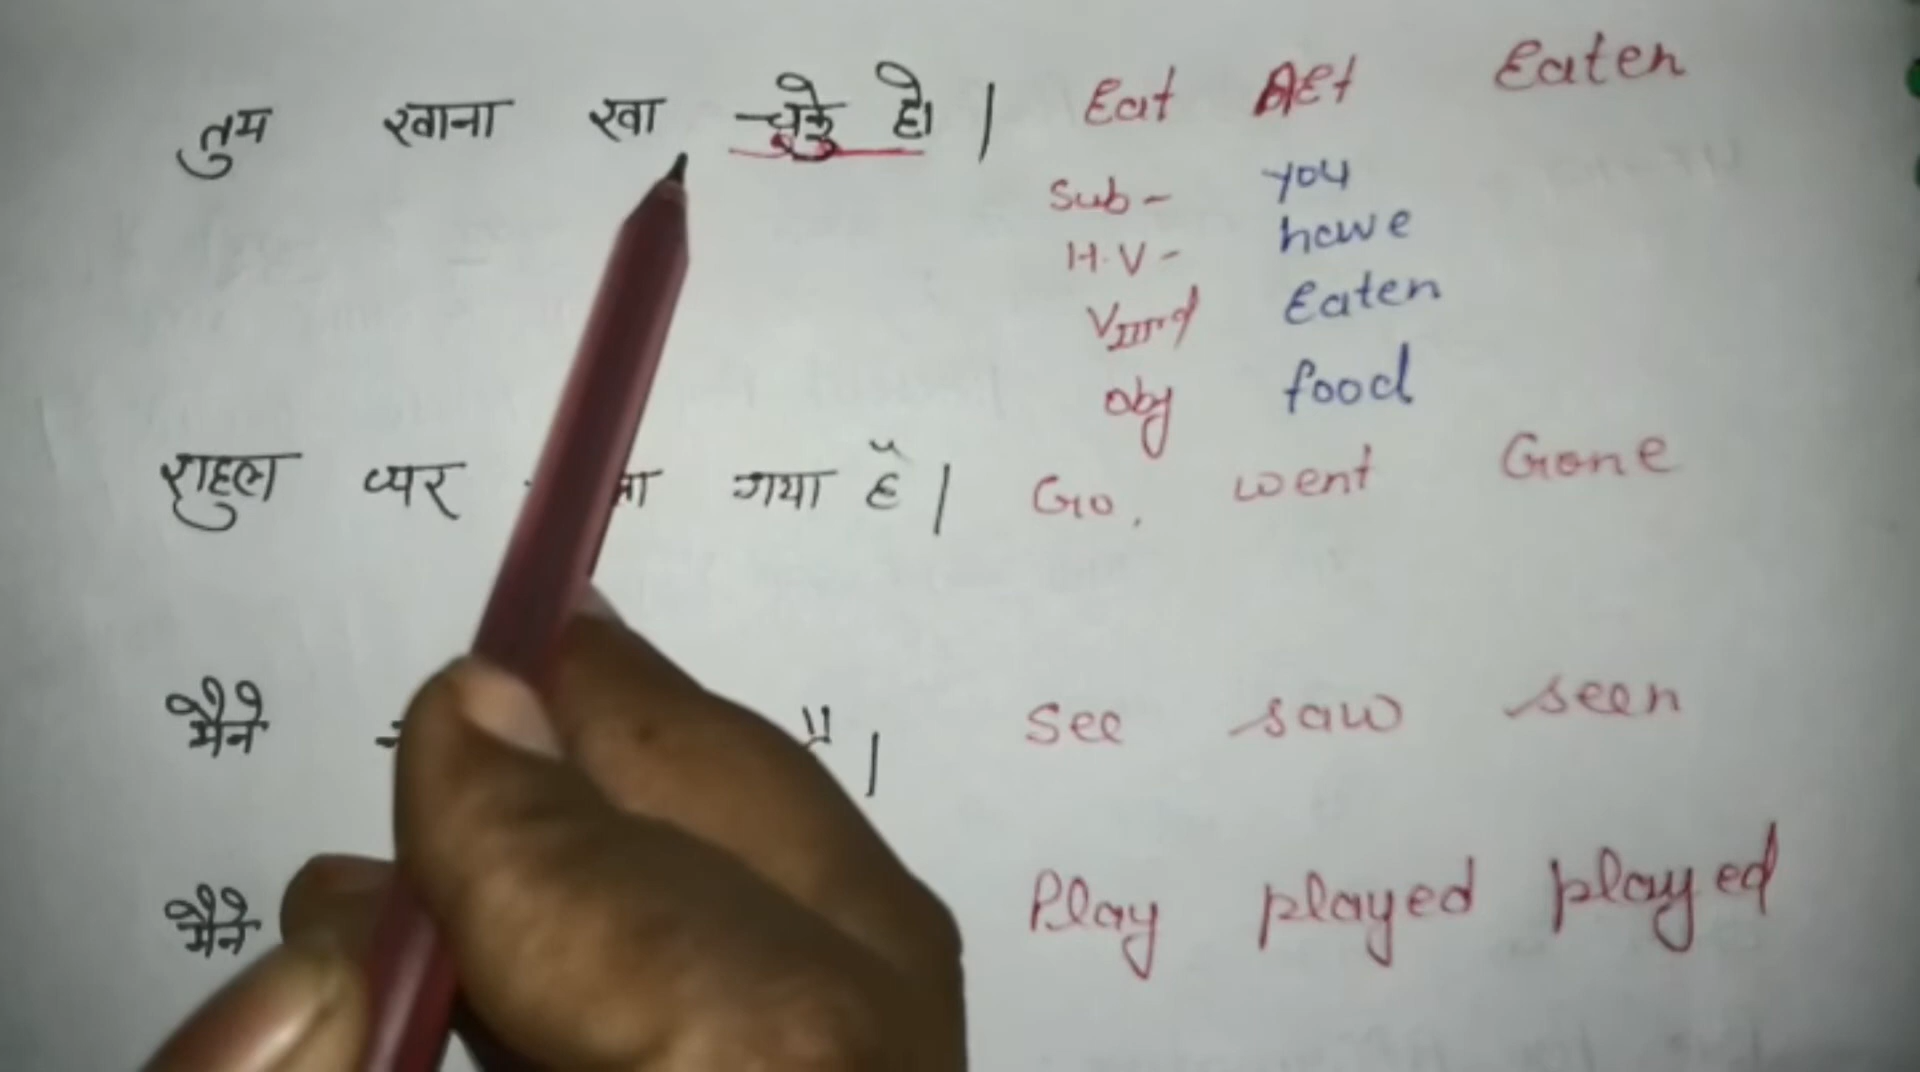 तुम खाना खा चुके हो। Eat AEt Eaten
Sub- you
H.V- have
VIIIrd Eaten
obj food
राहुल घर गया है। Go, went Gone
मैंने see saw seen
मैंने Play played played